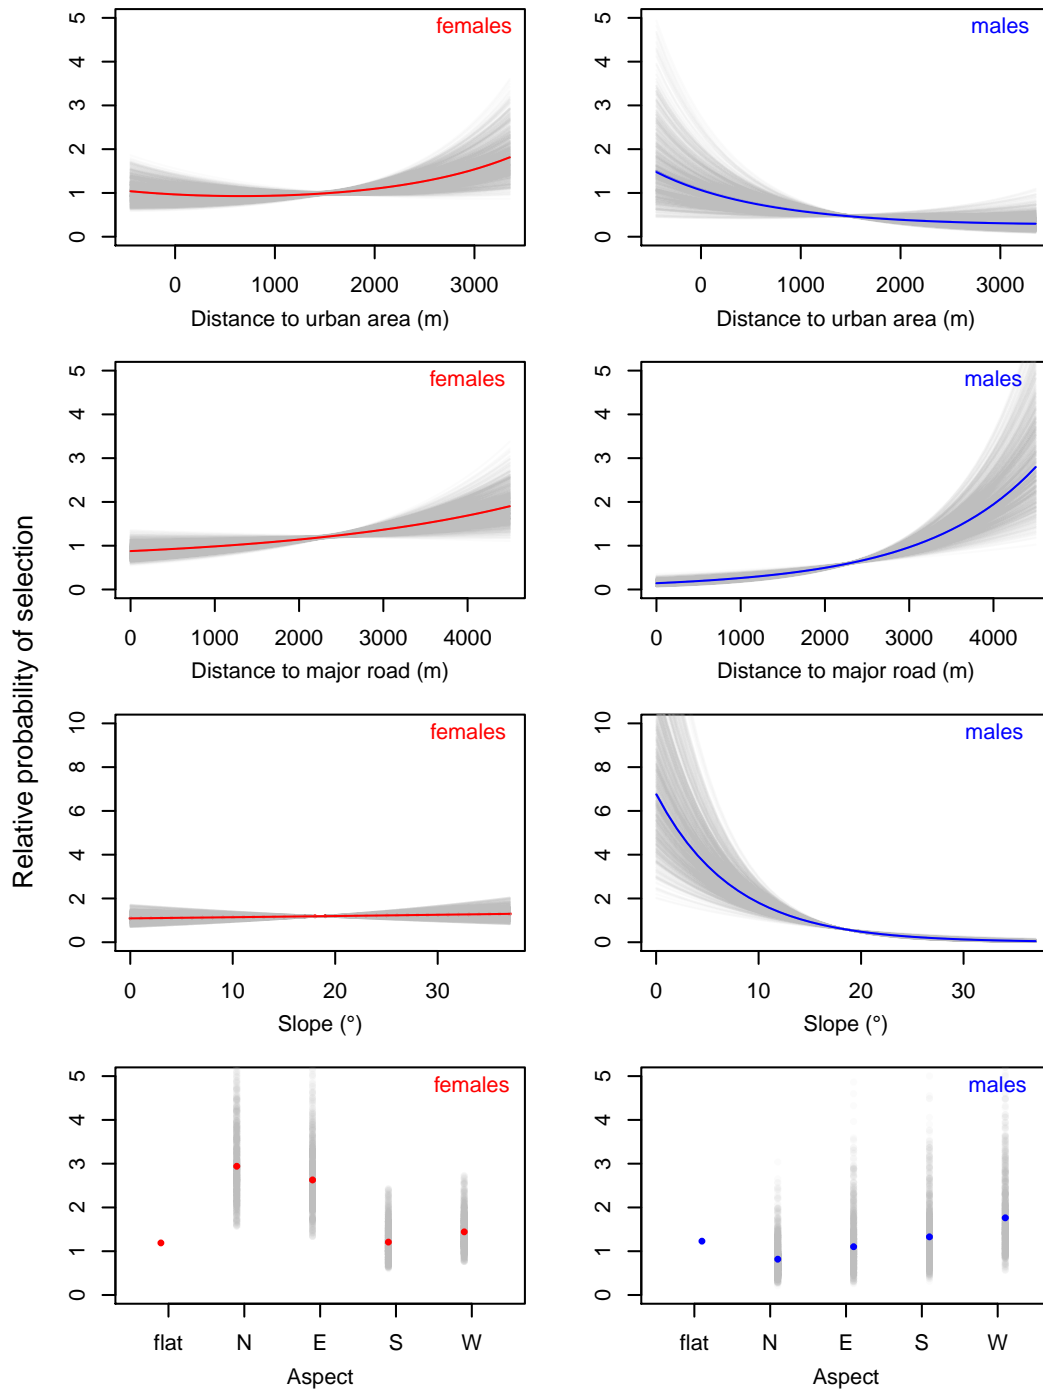 Relative probability of selection
females
5
4
3
2
1
0
0 1000 2000 3000
Distance to urban area (m)
males
5
4
3
2
1
0
0 1000 2000 3000
Distance to urban area (m)
females
5
4
3
2
1
0
0 1000 2000 3000 4000
Distance to major road (m)
males
5
4
3
2
1
0
0 1000 2000 3000 4000
Distance to major road (m)
females
10
8
6
4
2
0
0 10 20 30
Slope (°)
males
10
8
6
4
2
0
0 10 20 30
Slope (°)
females
5
4
3
2
1
0
flat N E S W
Aspect
males
5
4
3
2
1
0
flat N E S W
Aspect